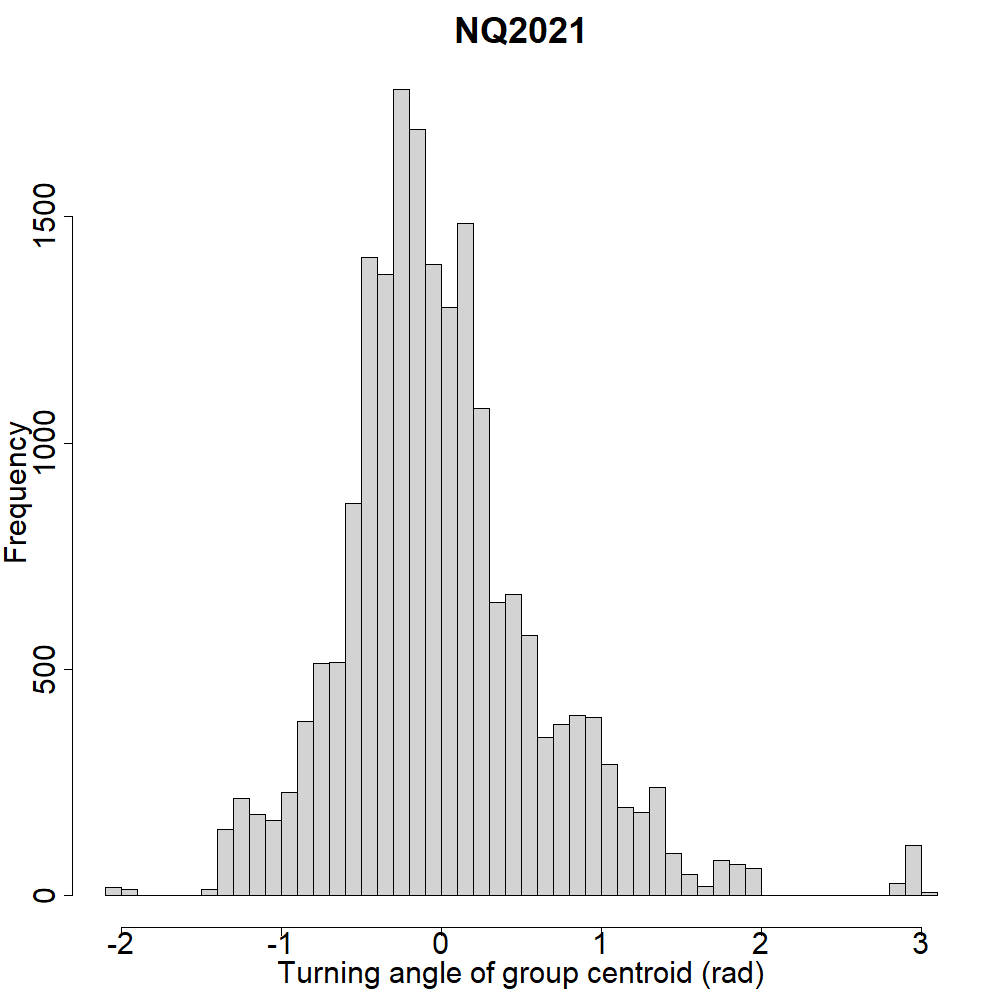 NQ2021
1500
1000
500
0
Frequency
-2 -1 0 1 2 3
Turning angle of group centroid (rad)